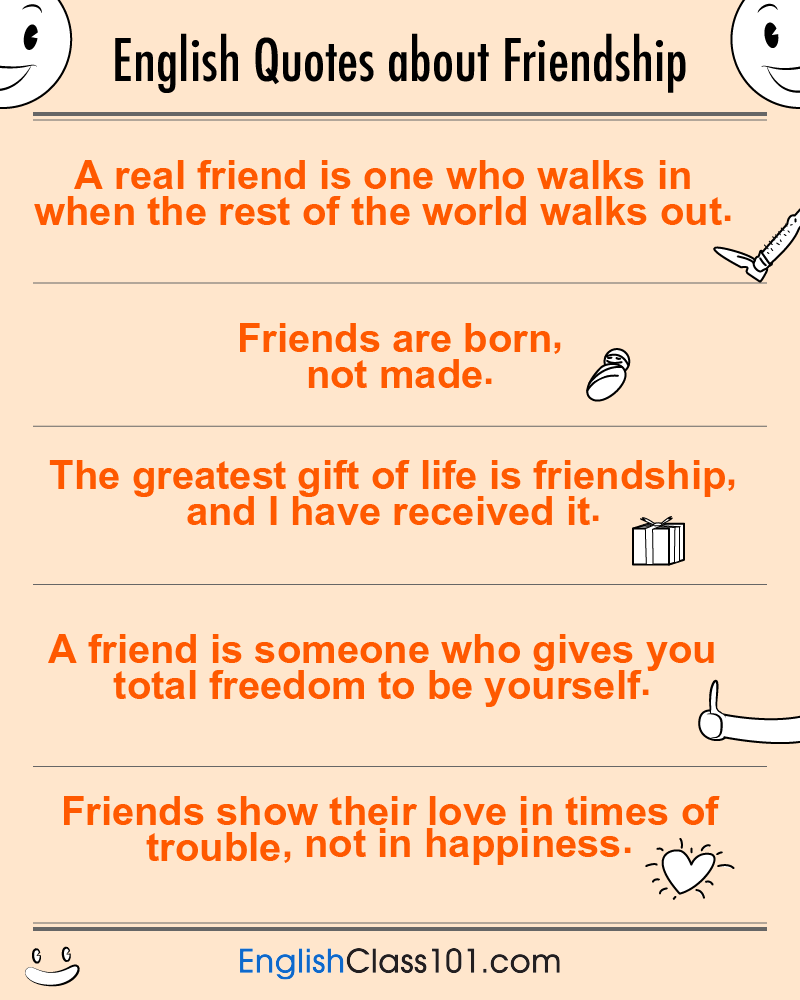 English Quotes about Friendship
A real friend is one who walks in
when the rest of the world walks out.
Friends are born,
not made.
The greatest gift of life is friendship,
and I have received it.
A friend is someone who gives you
total freedom to be yourself.
Friends show their love in times of
trouble, not in happiness.
EnglishClass101.com